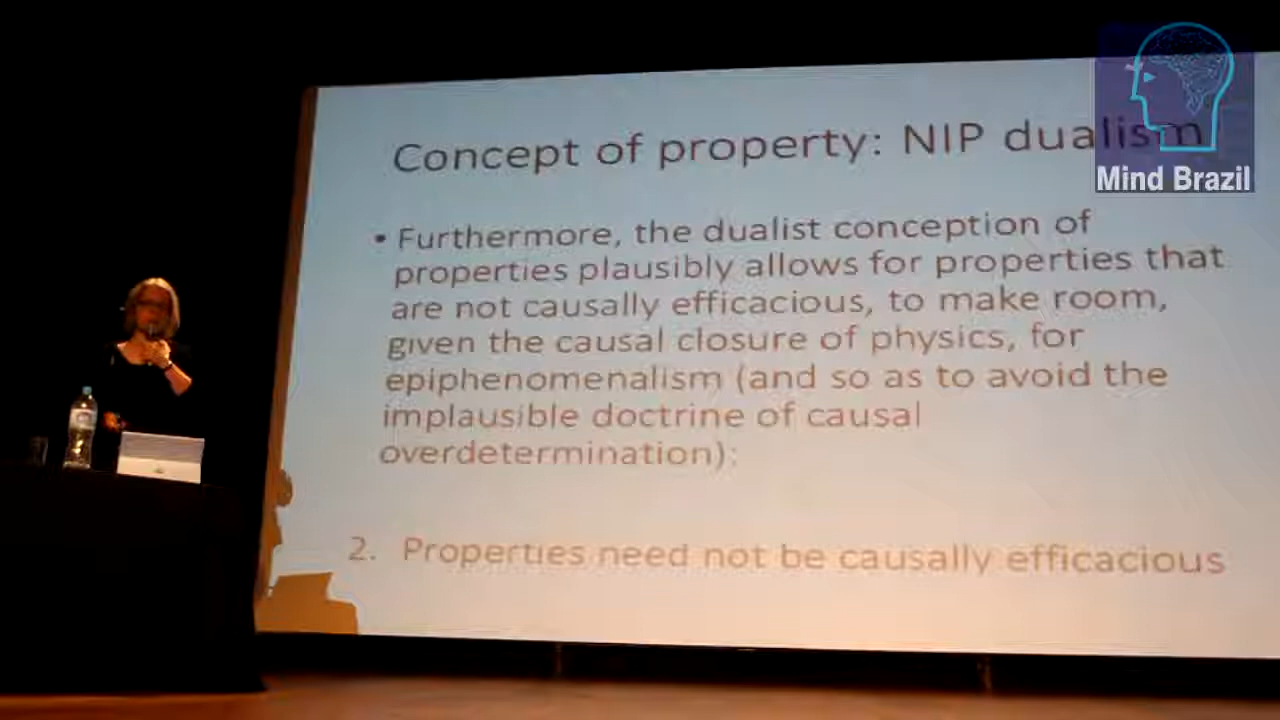 Concept of property: NIP dualism
Mind Brazil
• Furthermore, the dualist conception of
properties plausibly allows for properties that
are not causally efficacious, to make room,
given the causal closure of physics, for
epiphenomenalism (and so as to avoid the
implausible doctrine of causal
overdetermination):
2. Properties need not be causally efficacious